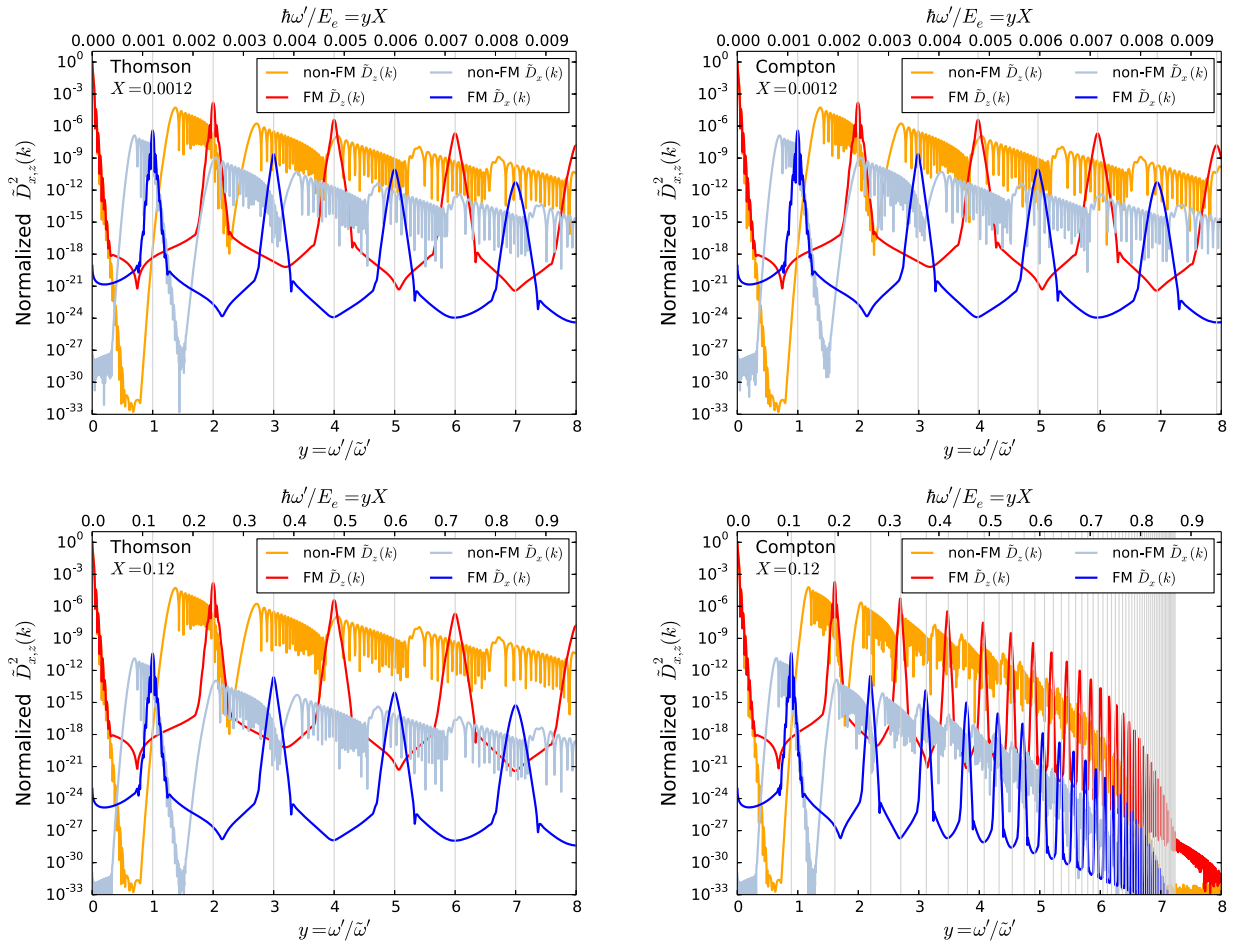 ħω′/E_e = yX
0.000 0.001 0.002 0.003 0.004 0.005 0.006 0.007 0.008 0.009
Thomson
X=0.0012
non-FM D̃_z(k)
FM D̃_z(k)
non-FM D̃_x(k)
FM D̃_x(k)
Normalized D̃²_{x,z}(k)
10^0
10^-3
10^-6
10^-9
10^-12
10^-15
10^-18
10^-21
10^-24
10^-27
10^-30
10^-33
0 1 2 3 4 5 6 7 8
y = ω′/ω̃′
ħω′/E_e = yX
0.000 0.001 0.002 0.003 0.004 0.005 0.006 0.007 0.008 0.009
Compton
X=0.0012
non-FM D̃_z(k)
FM D̃_z(k)
non-FM D̃_x(k)
FM D̃_x(k)
Normalized D̃²_{x,z}(k)
10^0
10^-3
10^-6
10^-9
10^-12
10^-15
10^-18
10^-21
10^-24
10^-27
10^-30
10^-33
0 1 2 3 4 5 6 7 8
y = ω′/ω̃′
ħω′/E_e = yX
0.0 0.1 0.2 0.3 0.4 0.5 0.6 0.7 0.8 0.9
Thomson
X=0.12
non-FM D̃_z(k)
FM D̃_z(k)
non-FM D̃_x(k)
FM D̃_x(k)
Normalized D̃²_{x,z}(k)
10^0
10^-3
10^-6
10^-9
10^-12
10^-15
10^-18
10^-21
10^-24
10^-27
10^-30
10^-33
0 1 2 3 4 5 6 7 8
y = ω′/ω̃′
ħω′/E_e = yX
0.0 0.1 0.2 0.3 0.4 0.5 0.6 0.7 0.8 0.9
Compton
X=0.12
non-FM D̃_z(k)
FM D̃_z(k)
non-FM D̃_x(k)
FM D̃_x(k)
Normalized D̃²_{x,z}(k)
10^0
10^-3
10^-6
10^-9
10^-12
10^-15
10^-18
10^-21
10^-24
10^-27
10^-30
10^-33
0 1 2 3 4 5 6 7 8
y = ω′/ω̃′